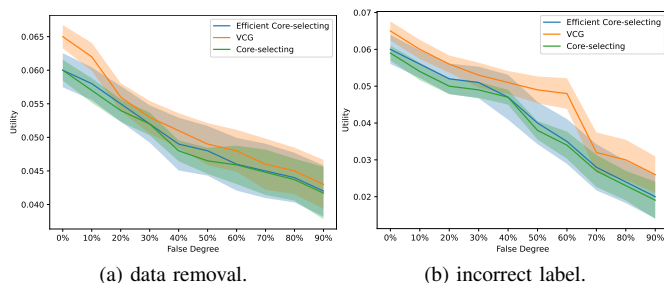 Efficient Core-selecting
VCG
Core-selecting
0.065
0.060
0.055
0.050
0.045
0.040
Utility
0% 10% 20% 30% 40% 50% 60% 70% 80% 90%
False Degree
(a) data removal.
Efficient Core-selecting
VCG
Core-selecting
0.07
0.06
0.05
0.04
0.03
0.02
Utility
0% 10% 20% 30% 40% 50% 60% 70% 80% 90%
False Degree
(b) incorrect label.